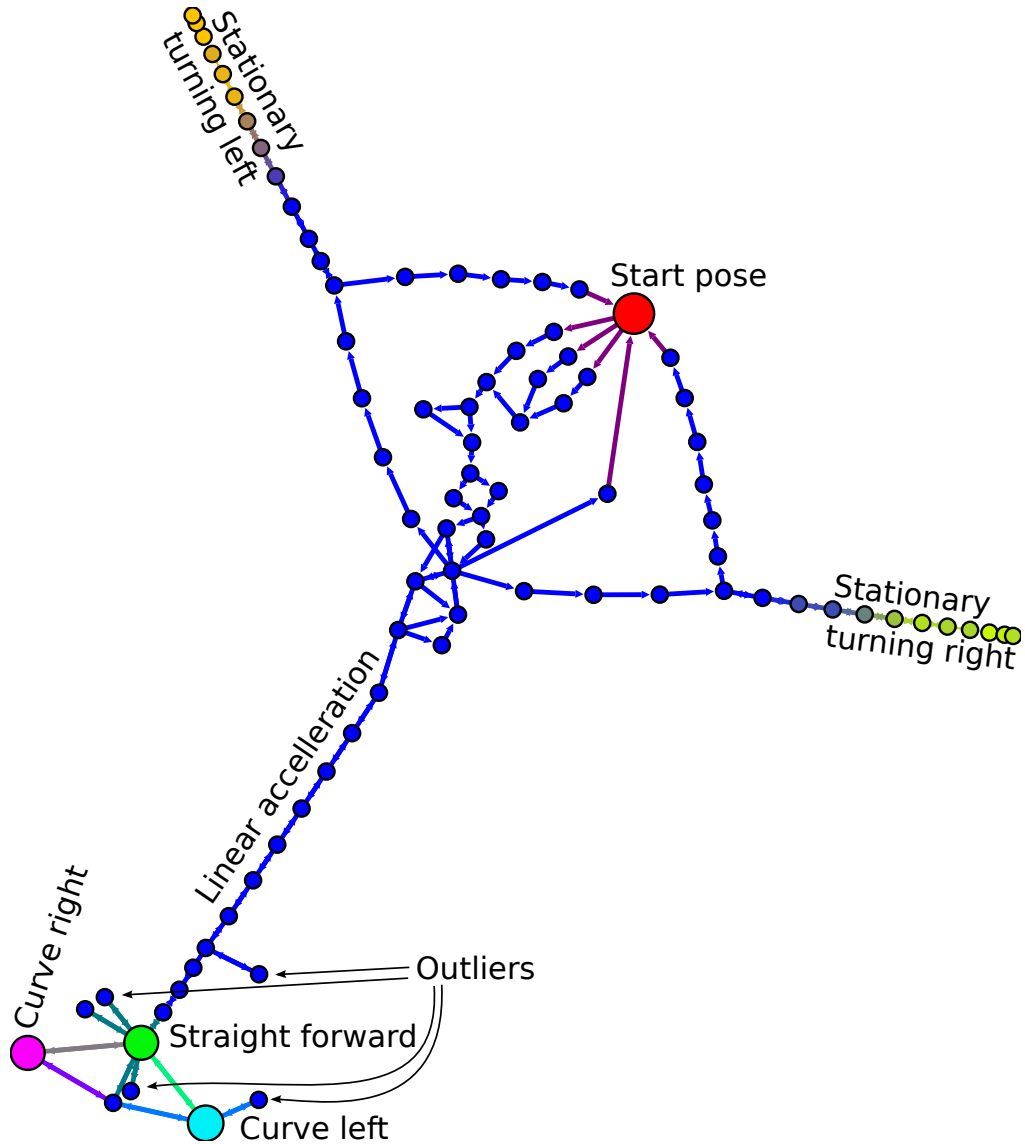 Stationary
turning left
Start pose
Stationary
turning right
Linear accelleration
Curve right
Outliers
Straight forward
Curve left